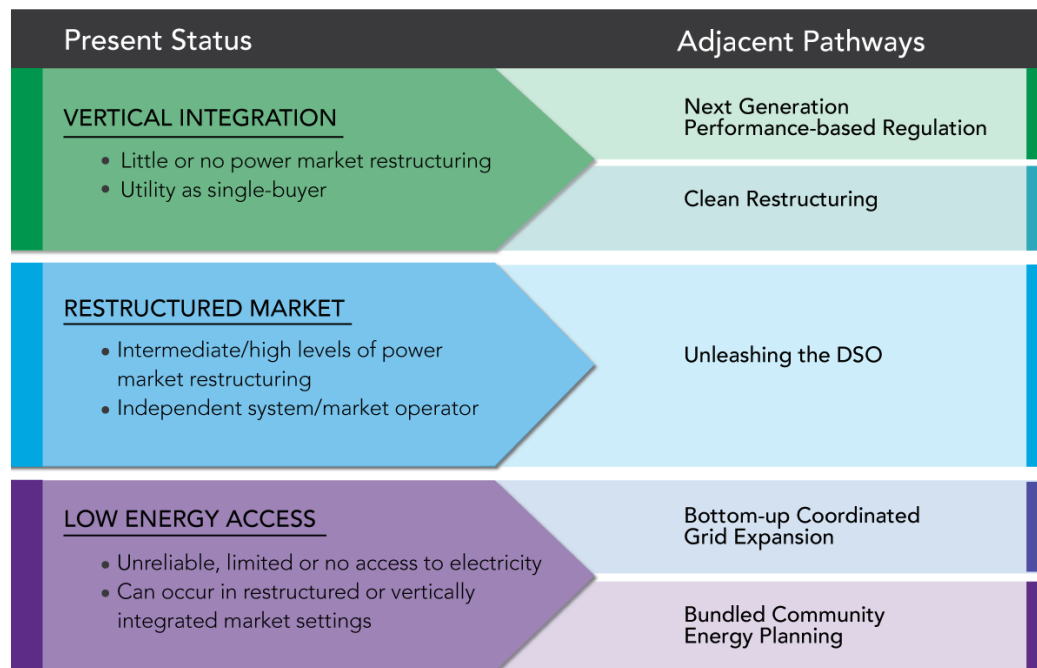 Present Status
Adjacent Pathways
VERTICAL INTEGRATION
• Little or no power market restructuring
• Utility as single-buyer
Next Generation
Performance-based Regulation
Clean Restructuring
RESTRUCTURED MARKET
• Intermediate/high levels of power
market restructuring
• Independent system/market operator
Unleashing the DSO
LOW ENERGY ACCESS
• Unreliable, limited or no access to electricity
• Can occur in restructured or vertically
integrated market settings
Bottom-up Coordinated
Grid Expansion
Bundled Community
Energy Planning